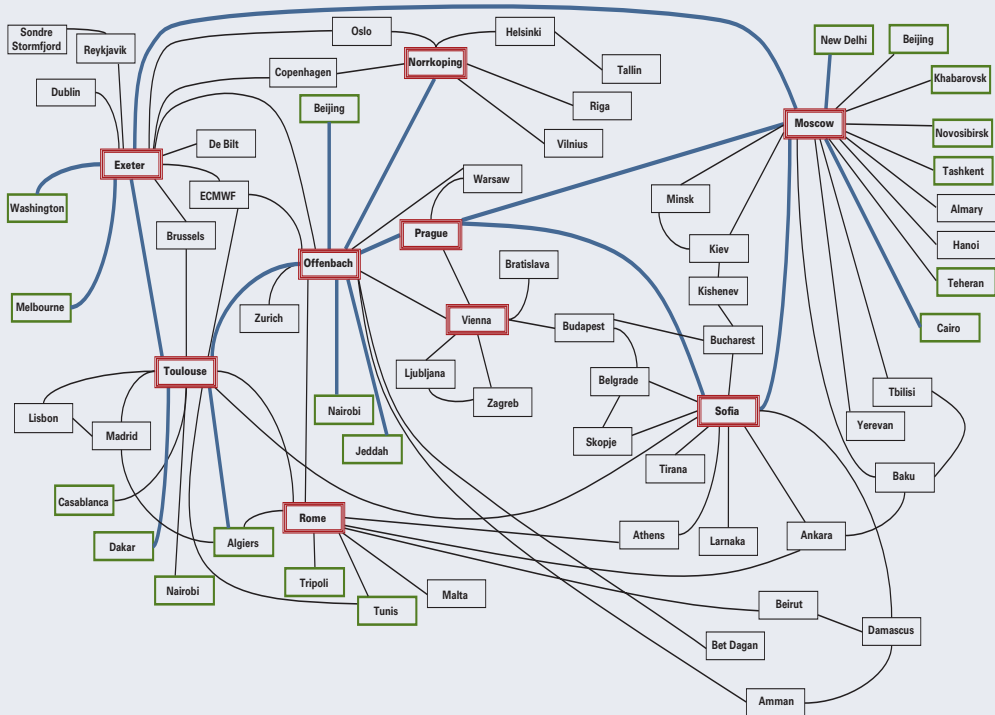 Sondre
Stormfjord
Reykjavik
Oslo
Helsinki
New Delhi
Beijing
Norrkoping
Copenhagen
Tallin
Khabarovsk
Dublin
Beijing
Riga
Moscow
Novosibirsk
De Bilt
Vilnius
Exeter
Tashkent
Warsaw
ECMWF
Minsk
Almary
Washington
Brussels
Prague
Kiev
Hanoi
Offenbach
Bratislava
Teheran
Kishenev
Melbourne
Zurich
Vienna
Budapest
Bucharest
Cairo
Toulouse
Ljubljana
Belgrade
Tbilisi
Zagreb
Lisbon
Nairobi
Sofia
Madrid
Skopje
Yerevan
Jeddah
Tirana
Baku
Casablanca
Rome
Dakar
Algiers
Athens
Larnaka
Ankara
Nairobi
Tripoli
Malta
Tunis
Beirut
Damascus
Bet Dagan
Amman